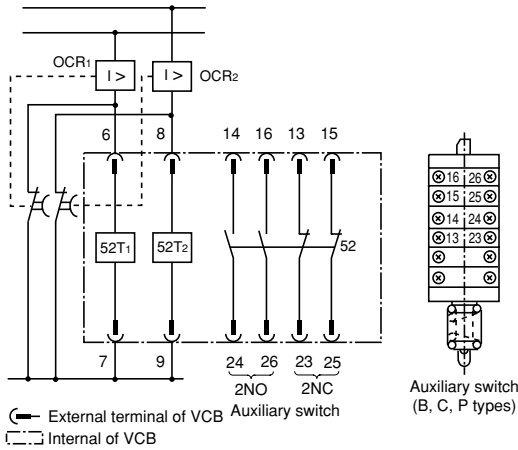 OCR1
I >
I >
OCR2
6
8
14
16
13
15
16
26
15
25
14
24
13
23
52T1
52T2
52
7
9
24
26
23
25
2NO
2NC
Auxiliary switch
Auxiliary switch
(B, C, P types)
External terminal of VCB
Internal of VCB